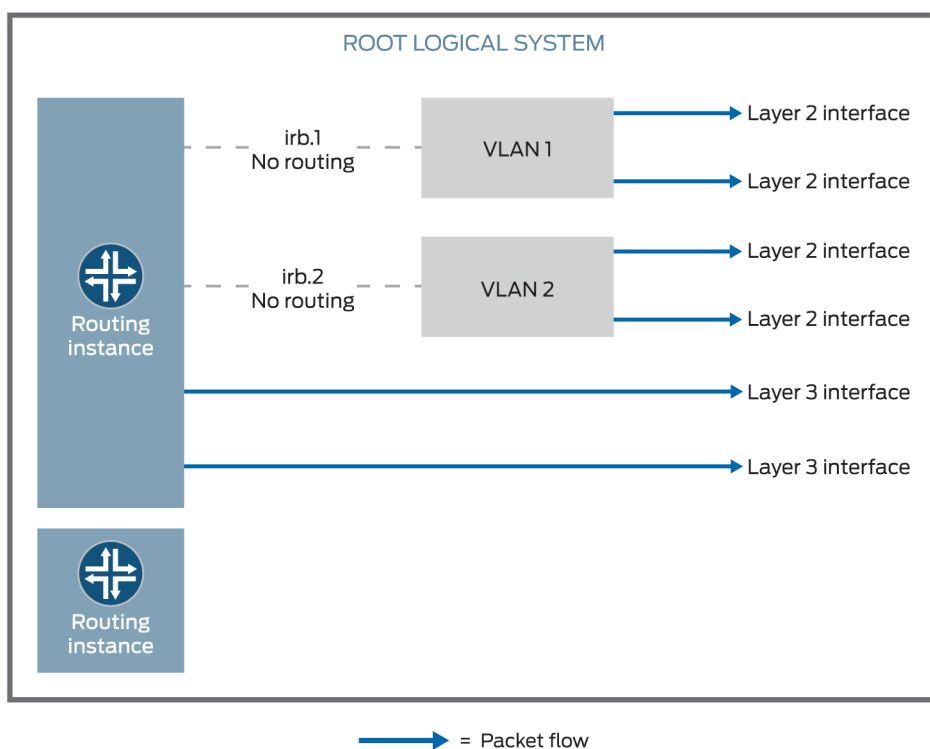 ROOT LOGICAL SYSTEM
irb.1
No routing
VLAN 1
Layer 2 interface
Layer 2 interface
irb.2
No routing
VLAN 2
Layer 2 interface
Layer 2 interface
Routing
instance
Layer 3 interface
Layer 3 interface
Routing
instance
= Packet flow